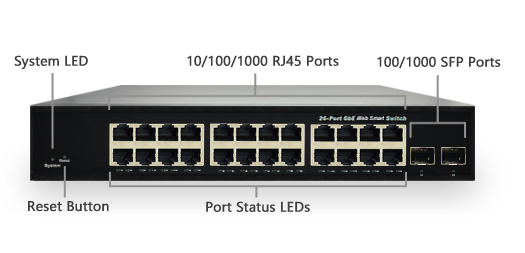 System LED
10/100/1000 RJ45 Ports
100/1000 SFP Ports
26-Port GbE Web Smart Switch
System
Reset
Reset Button
Port Status LEDs